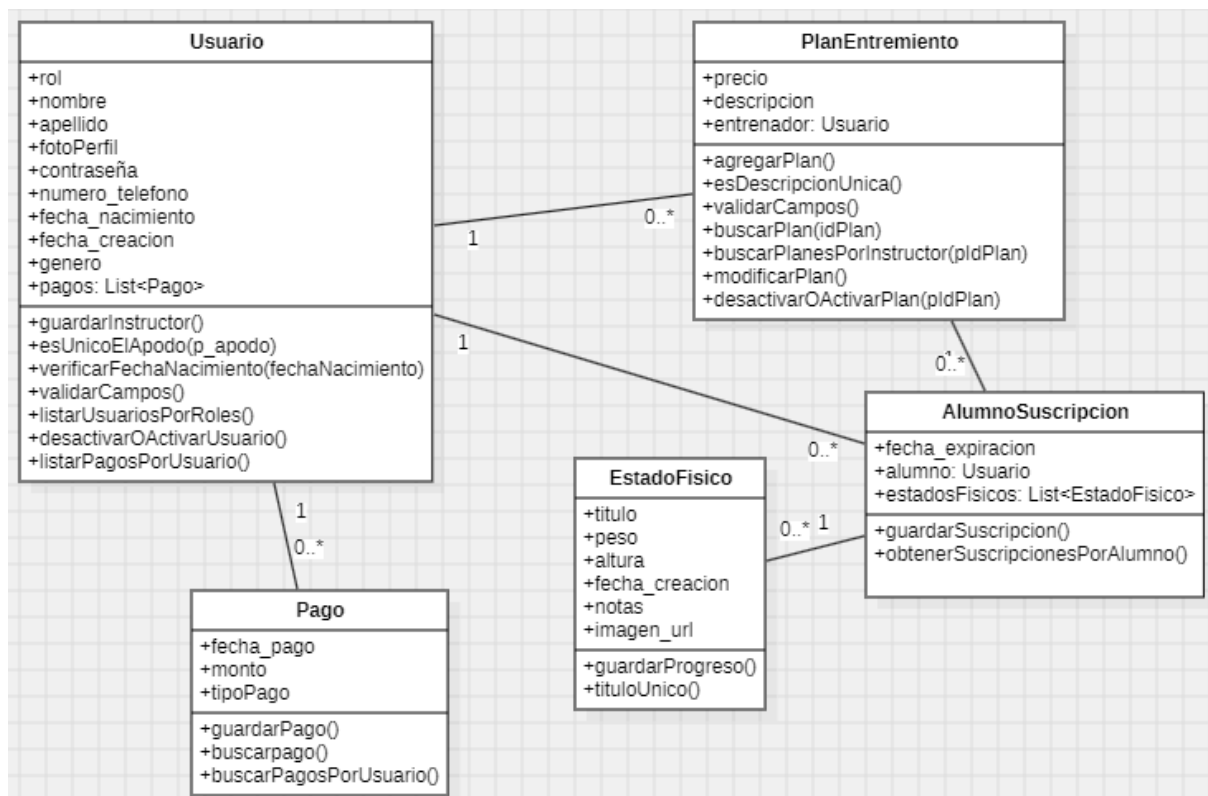 Usuario
+rol
+nombre
+apellido
+fotoPerfil
+contraseña
+numero_telefono
+fecha_nacimiento
+fecha_creacion
+genero
+pagos: List<Pago>
+guardarInstructor()
+esUnicoElApodo(p_apodo)
+verificarFechaNacimiento(fechaNacimiento)
+validarCampos()
+listarUsuariosPorRoles()
+desactivarOActivarUsuario()
+listarPagosPorUsuario()
PlanEntremiento
+precio
+descripcion
+entrenador: Usuario
+agregarPlan()
+esDescripcionUnica()
+validarCampos()
+buscarPlan(idPlan)
+buscarPlanesPorInstructor(pIdPlan)
+modificarPlan()
+desactivarOActivarPlan(pIdPlan)
1
0..*
1
0..*
0..*
AlumnoSuscripcion
+fecha_expiracion
+alumno: Usuario
+estadosFisicos: List<EstadoFisico>
+guardarSuscripcion()
+obtenerSuscripcionesPorAlumno()
EstadoFisico
+titulo
+peso
+altura
+fecha_creacion
+notas
+imagen_url
+guardarProgreso()
+tituloUnico()
0..*
1
1
0..*
Pago
+fecha_pago
+monto
+tipoPago
+guardarPago()
+buscarpago()
+buscarPagosPorUsuario()